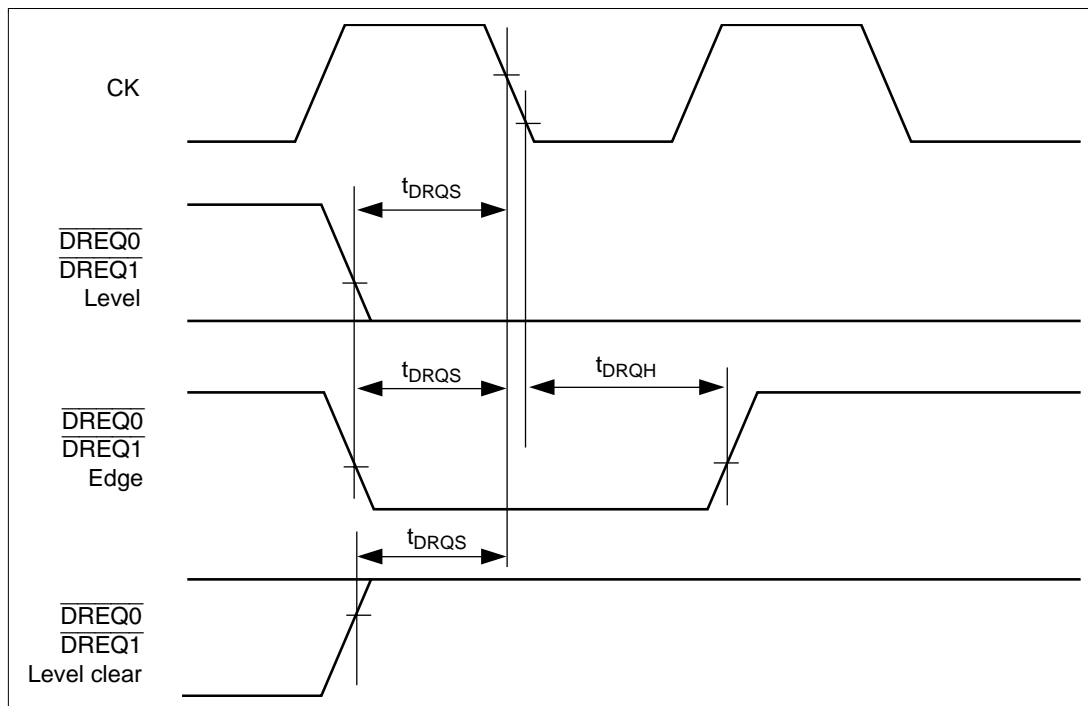 CK
tDRQS
DREQ0
DREQ1
Level
tDRQS
tDRQH
DREQ0
DREQ1
Edge
tDRQS
DREQ0
DREQ1
Level clear